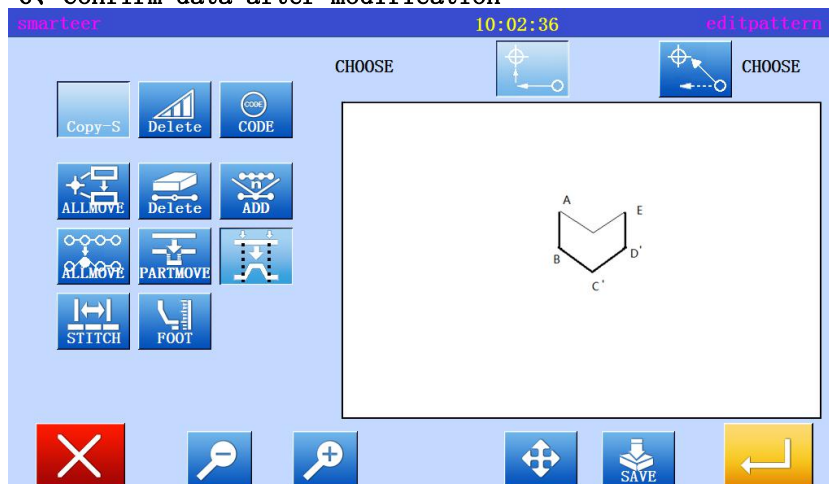 6、Confirm data after modification
smarteer 10:02:36 editpattern
CHOOSE CHOOSE
Copy-S Delete CODE CODE
ALLMOVE Delete n ADD
ALLMOVE PARTMOVE
STITCH FOOT
A
E
B
D'
C'
SAVE